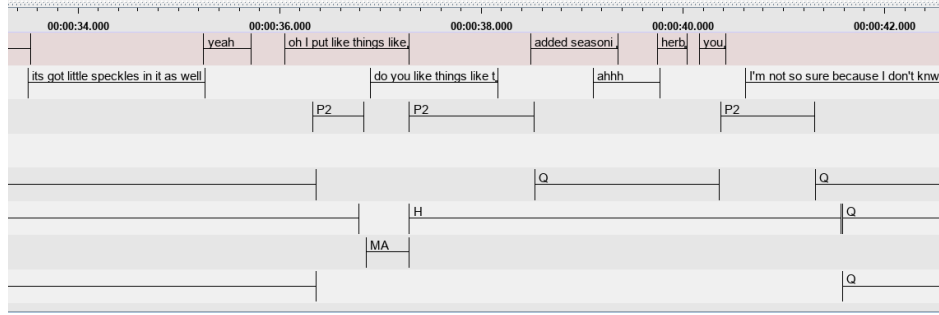 00:00:34.000 00:00:36.000 00:00:38.000 00:00:40.000 00:00:42.000
yeah oh I put like things like, added seasoni herb, you,
its got little speckles in it as well do you like things like t, ahhh I'm not so sure because I don't knw
P2 P2 P2
Q Q
H Q
MA
Q